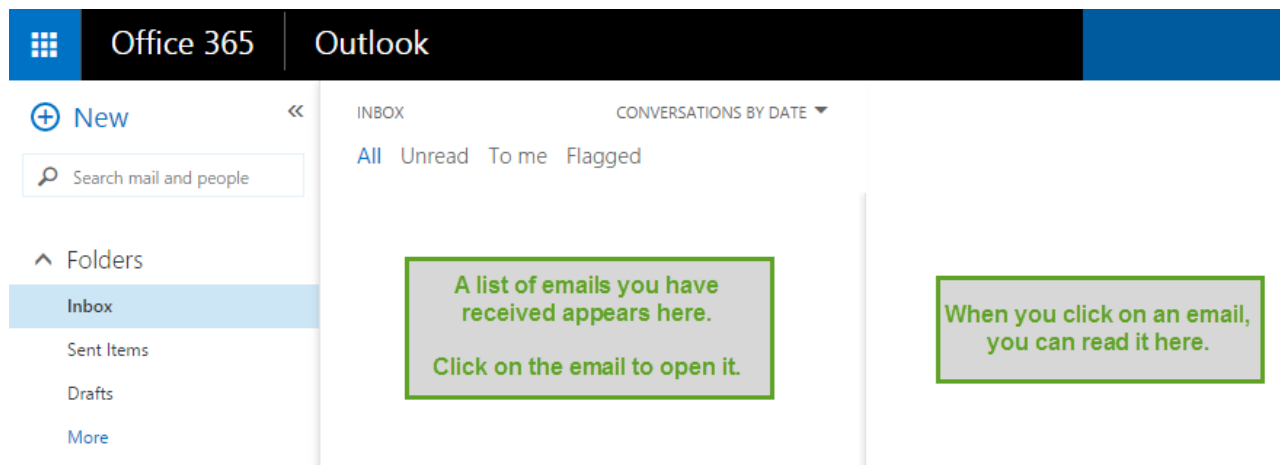 Office 365 Outlook
New
Search mail and people
Folders
Inbox
Sent Items
Drafts
More
INBOX CONVERSATIONS BY DATE
All Unread To me Flagged
A list of emails you have
received appears here.
Click on the email to open it.
When you click on an email,
you can read it here.